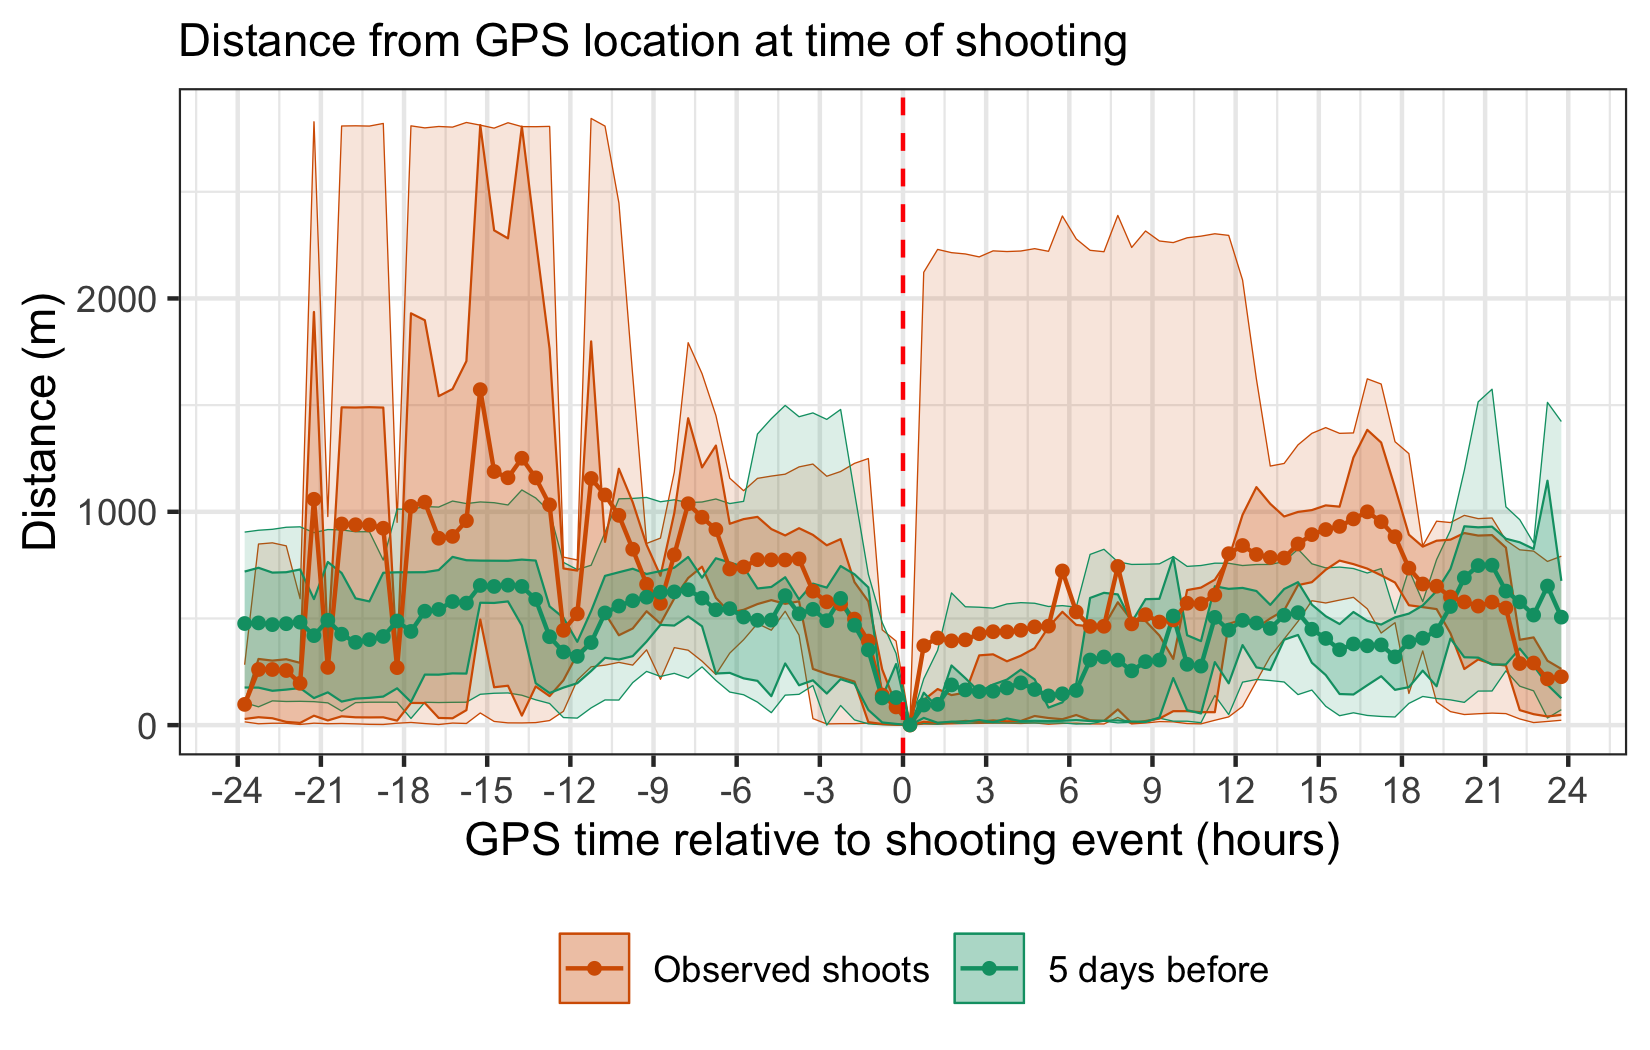 Distance from GPS location at time of shooting
Distance (m)
2000
1000
0
-24 -21 -18 -15 -12 -9 -6 -3 0 3 6 9 12 15 18 21 24
GPS time relative to shooting event (hours)
Observed shoots 5 days before